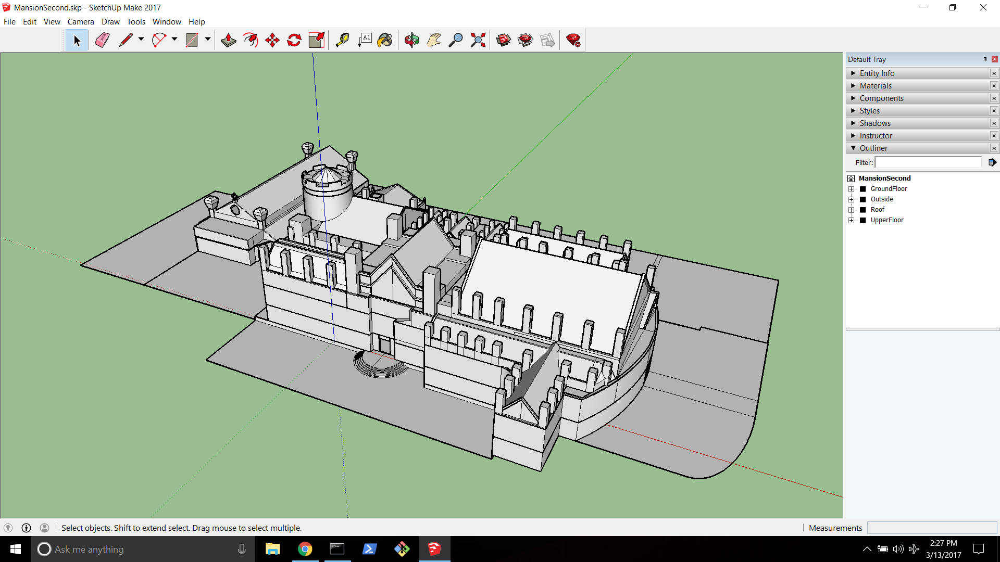 MansionSecond.skp - SketchUp Make 2017
File Edit View Camera Draw Tools Window Help
A1
Default Tray
Entity Info
Materials
Components
Styles
Shadows
Instructor
Outliner
Filter:
MansionSecond
GroundFloor
Outside
Roof
UpperFloor
Select objects. Shift to extend select. Drag mouse to select multiple.
Measurements
Ask me anything
2:27 PM
3/13/2017